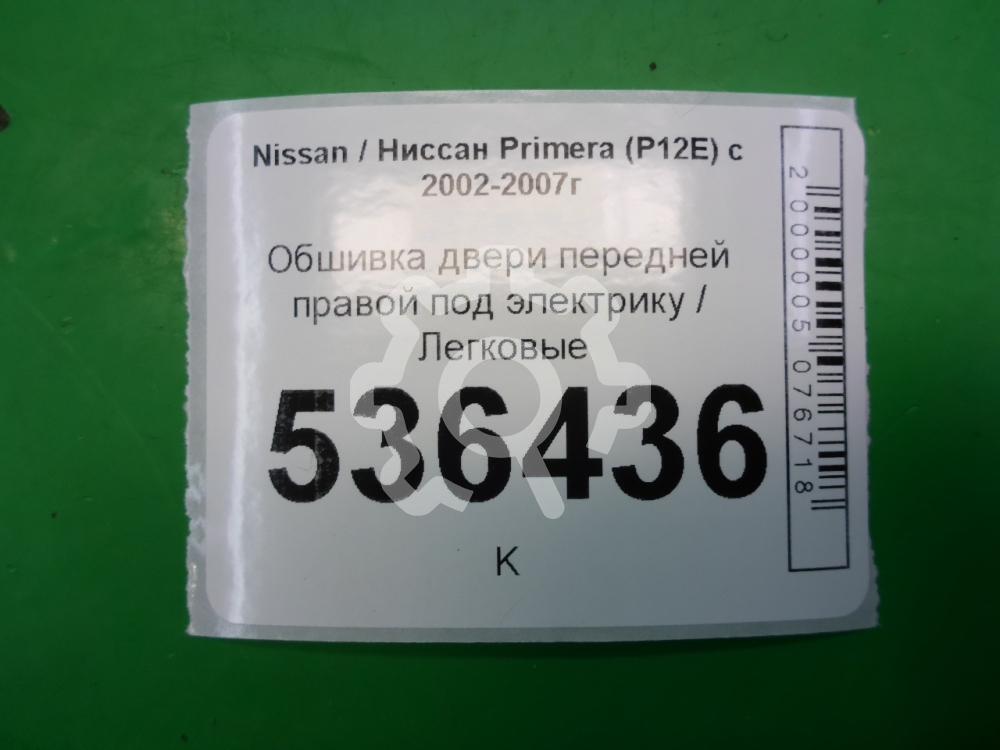 Nissan / Ниссан Primera (P12E) с
2002-2007г
Обшивка двери передней
правой под электрику /
Легковые
536436
К
2000005076718